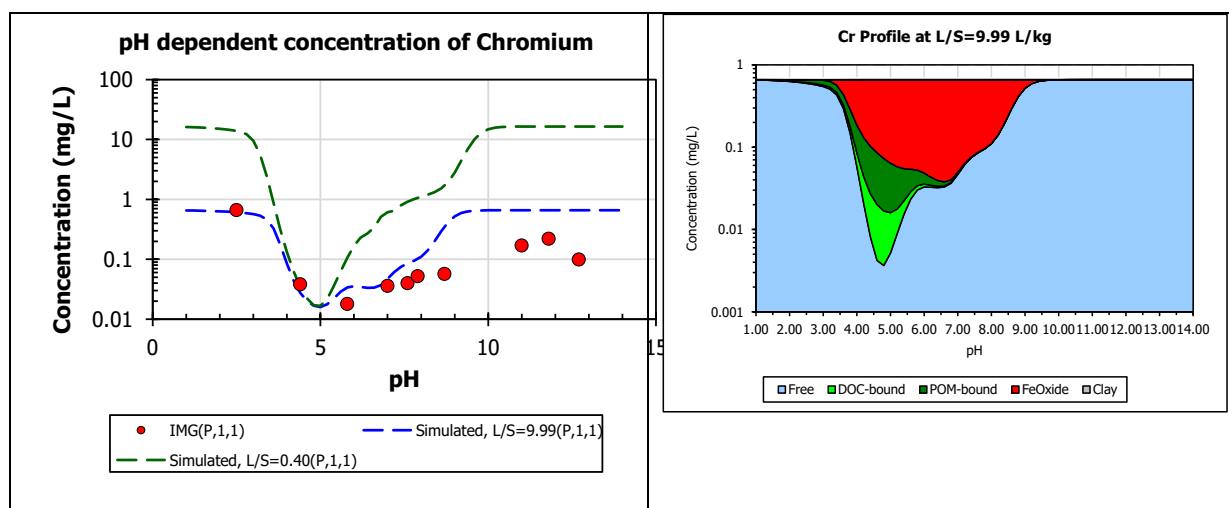 pH dependent concentration of Chromium
Concentration (mg/L)
100
10
1
0.1
0.01
0
5
10
15
pH
IMG(P,1,1)
Simulated, L/S=9.99(P,1,1)
Simulated, L/S=0.40(P,1,1)
Cr Profile at L/S=9.99 L/kg
Concentration (mg/L)
1
0.1
0.01
0.001
1.00 2.00 3.00 4.00 5.00 6.00 7.00 8.00 9.00 10.00 11.00 12.00 13.00 14.00
pH
Free DOC-bound POM-bound FeOxide Clay